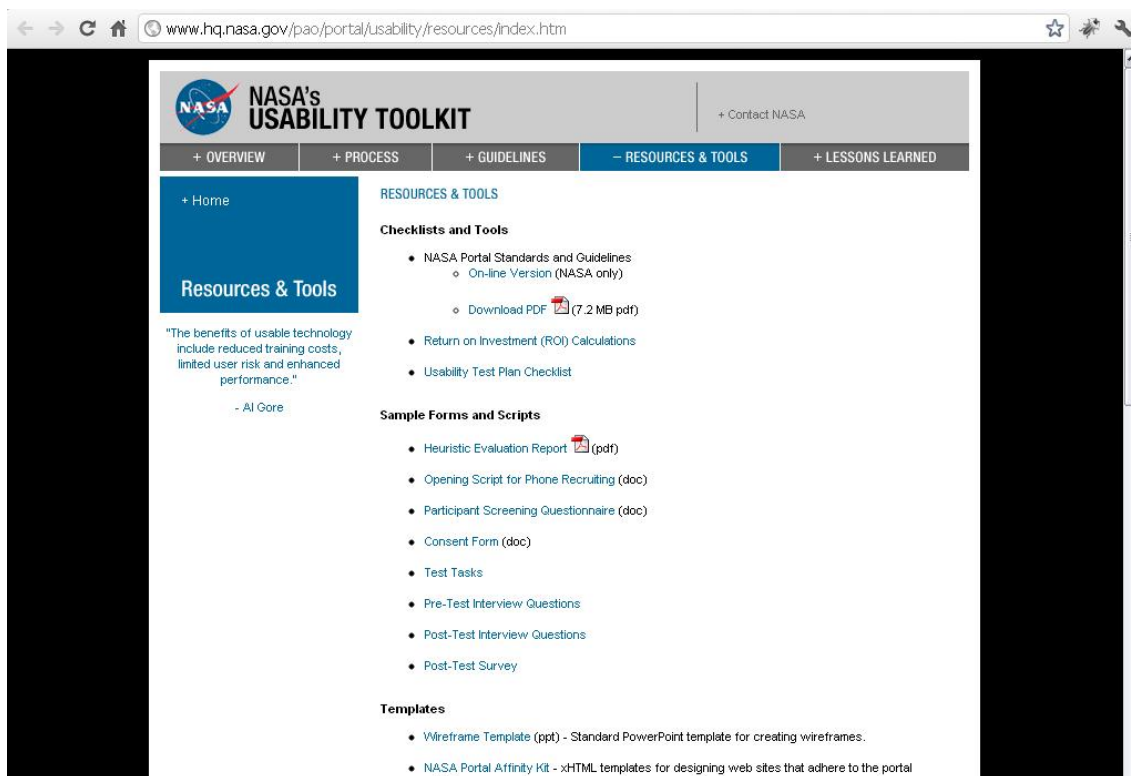 www.hq.nasa.gov/pao/portal/usability/resources/index.htm
NASA
NASA's
USABILITY TOOLKIT
+ Contact NASA
+ OVERVIEW
+ PROCESS
+ GUIDELINES
– RESOURCES & TOOLS
+ LESSONS LEARNED
+ Home
Resources & Tools
"The benefits of usable technology
include reduced training costs,
limited user risk and enhanced
performance."
- Al Gore
RESOURCES & TOOLS
Checklists and Tools
NASA Portal Standards and Guidelines
On-line Version (NASA only)
Download PDF (7.2 MB pdf)
Return on Investment (ROI) Calculations
Usability Test Plan Checklist
Sample Forms and Scripts
Heuristic Evaluation Report (pdf)
Opening Script for Phone Recruiting (doc)
Participant Screening Questionnaire (doc)
Consent Form (doc)
Test Tasks
Pre-Test Interview Questions
Post-Test Interview Questions
Post-Test Survey
Templates
Wireframe Template (ppt) - Standard PowerPoint template for creating wireframes.
NASA Portal Affinity Kit - xHTML templates for designing web sites that adhere to the portal